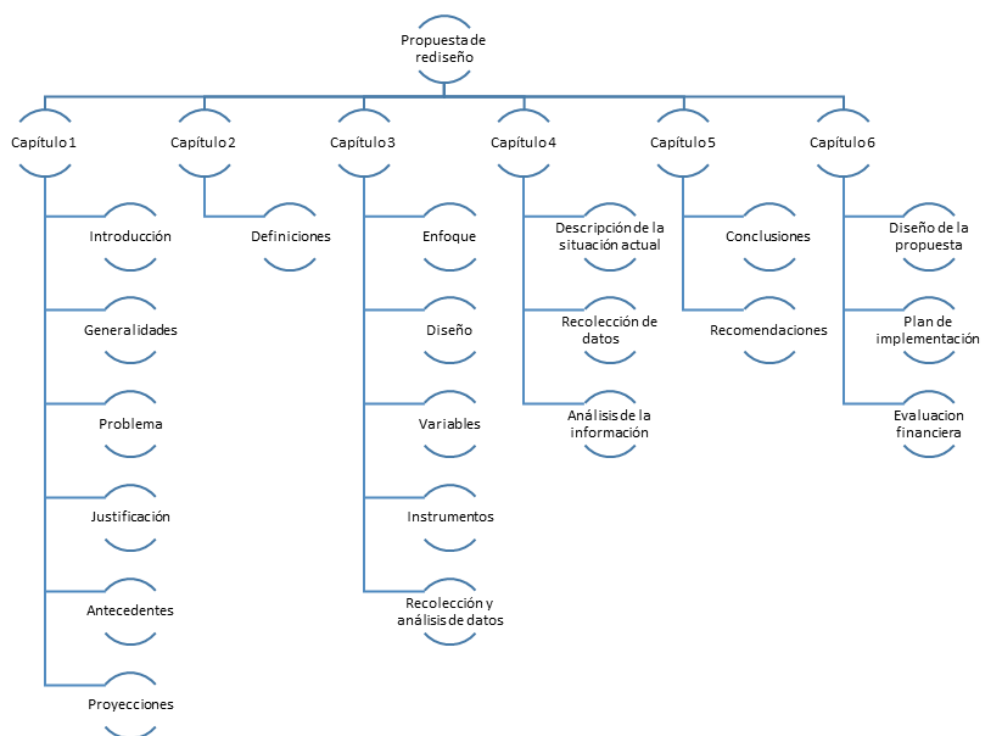 Propuesta de
rediseño
Capítulo 1
Capítulo 2
Capítulo 3
Capítulo 4
Capítulo 5
Capítulo 6
Introducción
Generalidades
Problema
Justificación
Antecedentes
Proyecciones
Definiciones
Enfoque
Diseño
Variables
Instrumentos
Recolección y
análisis de datos
Descripción de la
situación actual
Recolección de
datos
Análisis de la
información
Conclusiones
Recomendaciones
Diseño de la
propuesta
Plan de
implementación
Evaluacion
financiera